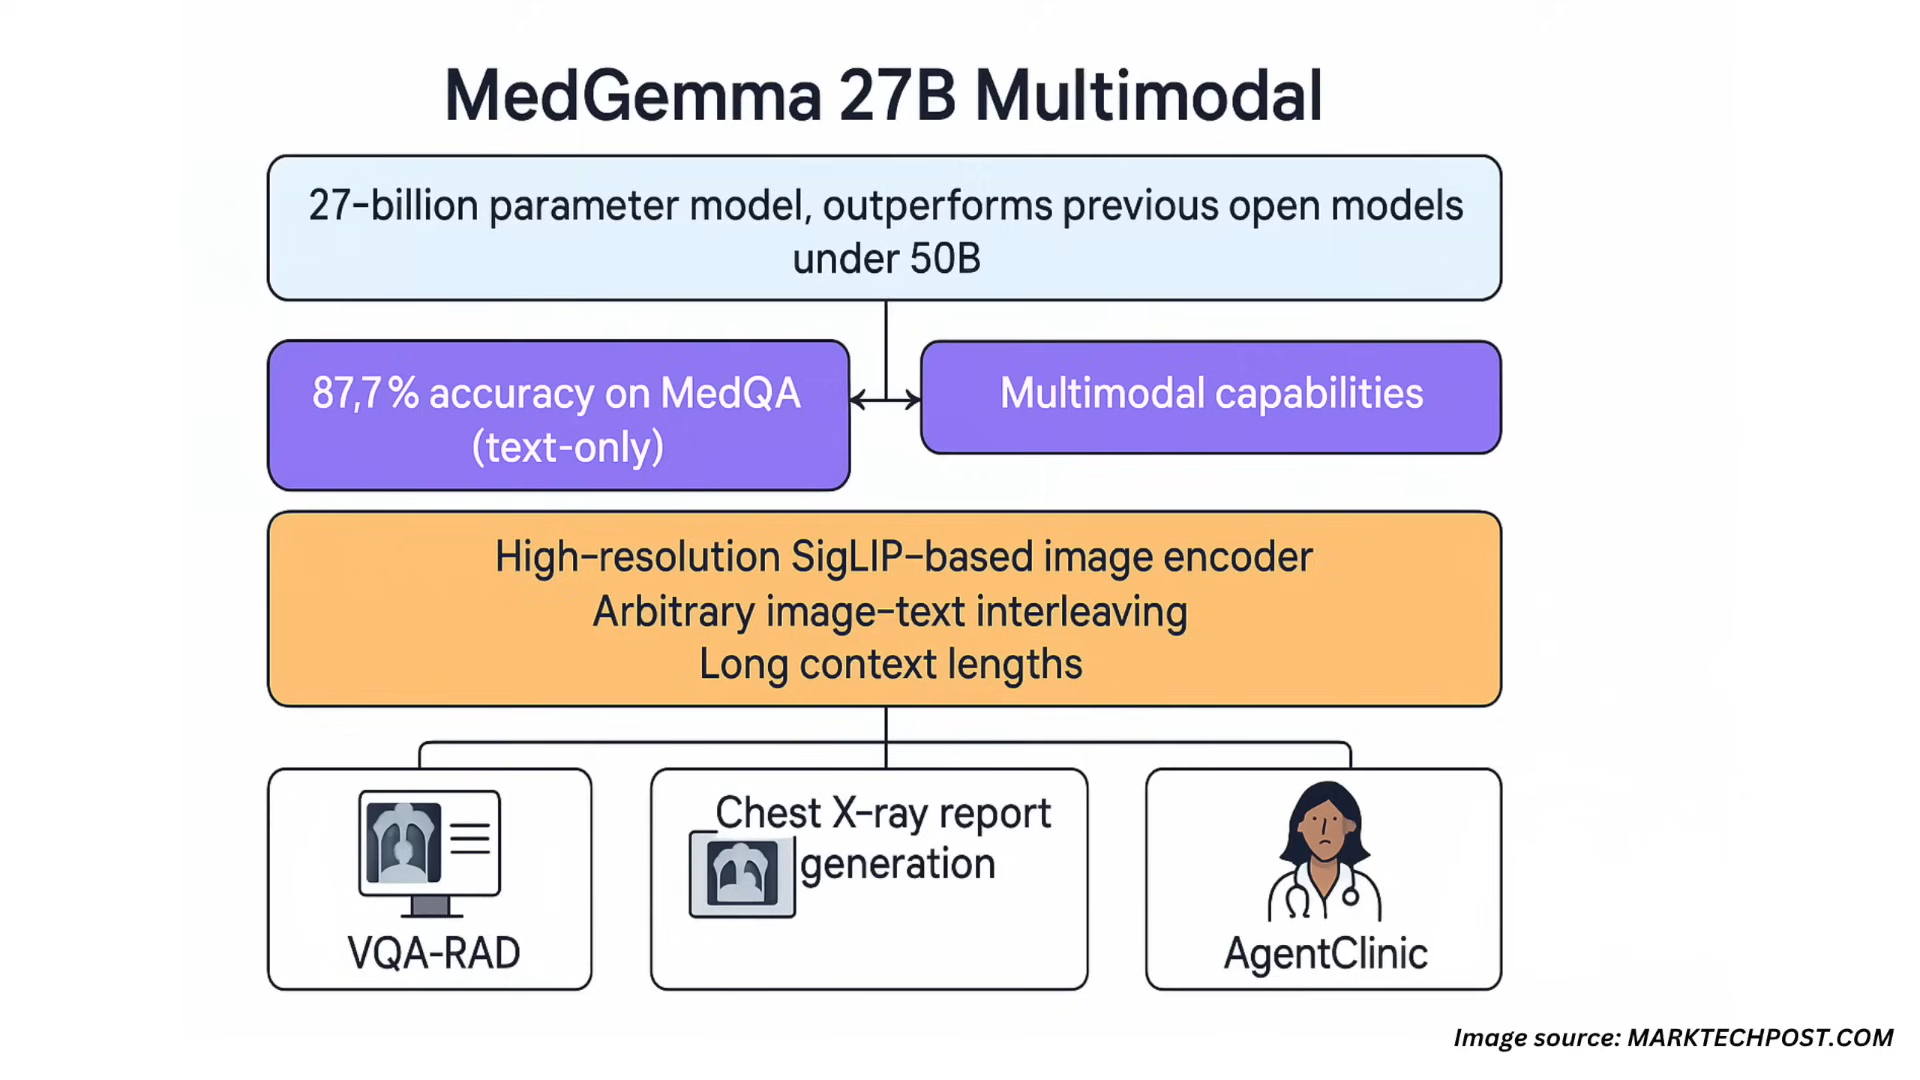 MedGemma 27B Multimodal
27-billion parameter model, outperforms previous open models
under 50B
87,7% accuracy on MedQA
(text-only)
Multimodal capabilities
High-resolution SigLIP-based image encoder
Arbitrary image-text interleaving
Long context lengths
VQA-RAD
Chest X-ray report
generation
AgentClinic
Image source: MARKTECHPOST.COM